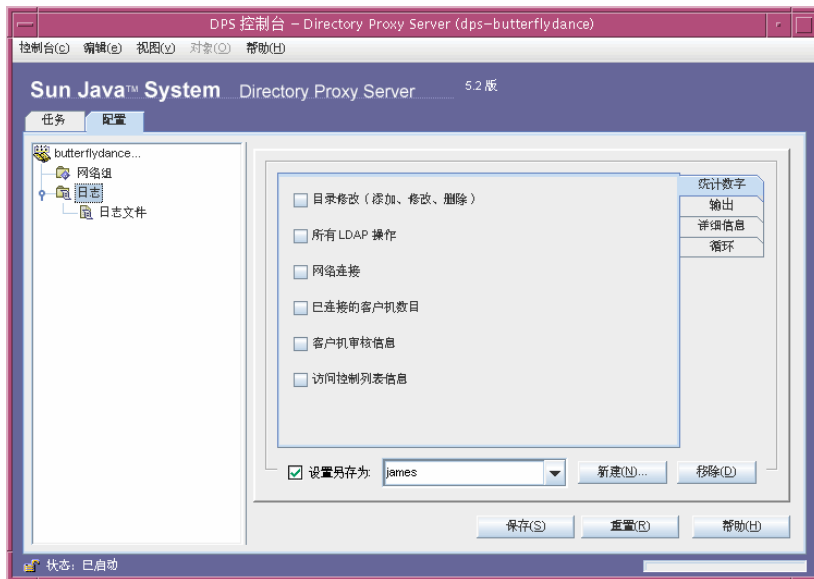 DPS 控制台 – Directory Proxy Server (dps-butterflydance)
控制台(c) 编辑(e) 视图(v) 对象(O) 帮助(H)
Sun Java™ System Directory Proxy Server 5.2 版
任务 配置
butterflydance...
网络组
日志
日志文件
统计数字
输出
详细信息
循环
目录修改（添加、修改、删除）
所有 LDAP 操作
网络连接
已连接的客户机数目
客户机审核信息
访问控制列表信息
设置另存为: james 新建(N)... 移除(D)
保存(S) 重置(R) 帮助(H)
状态: 已启动